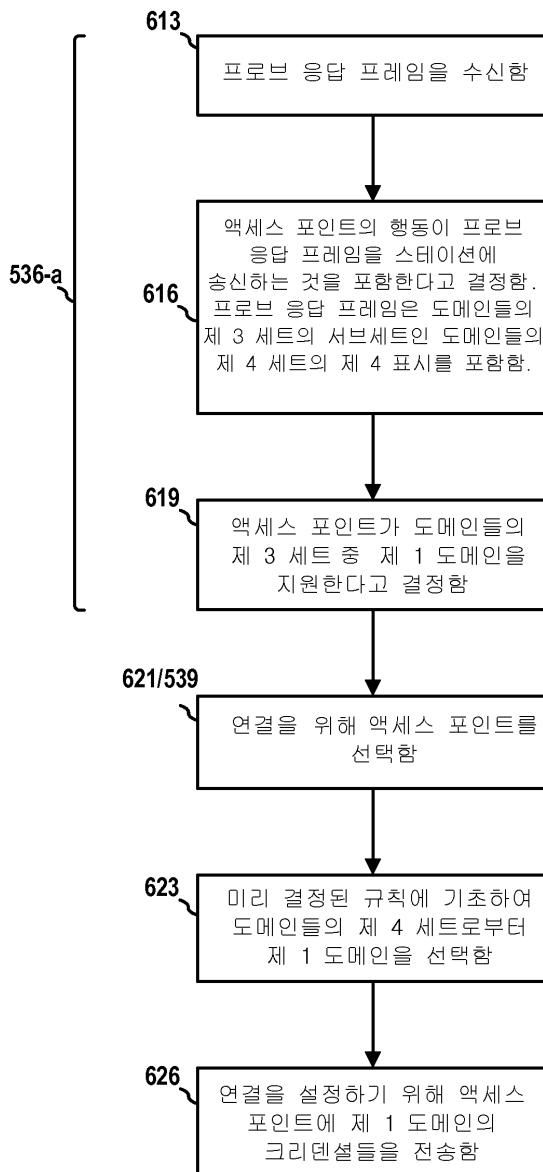 613
프로브 응답 프레임을 수신함
536-a
616
액세스 포인트의 행동이 프로브
응답 프레임을 스테이션에
송신하는 것을 포함한다고 결정함.
프로브 응답 프레임은 도메인들의
제 3 세트의 서브세트인 도메인들의
제 4 세트의 제 4 표시를 포함함.
619
액세스 포인트가 도메인들의
제 3 세트 중 제 1 도메인을
지원한다고 결정함
621/539
연결을 위해 액세스 포인트를
선택함
623
미리 결정된 규칙에 기초하여
도메인들의 제 4 세트로부터
제 1 도메인을 선택함
626
연결을 설정하기 위해 액세스
포인트에 제 1 도메인의
크리덴셜들을 전송함